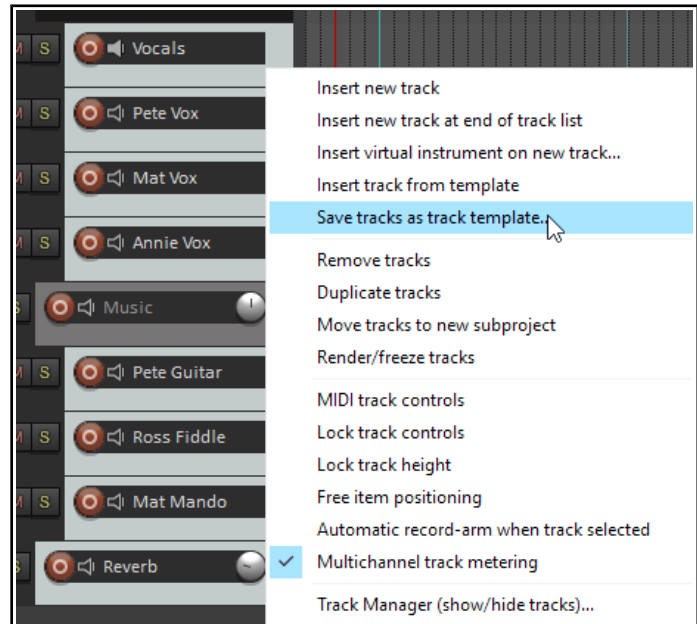 M S Vocals
M S Pete Vox
M S Mat Vox
M S Annie Vox
S Music
M S Pete Guitar
M S Ross Fiddle
M S Mat Mando
S Reverb
Insert new track
Insert new track at end of track list
Insert virtual instrument on new track...
Insert track from template
Save tracks as track template...
Remove tracks
Duplicate tracks
Move tracks to new subproject
Render/freeze tracks
MIDI track controls
Lock track controls
Lock track height
Free item positioning
Automatic record-arm when track selected
Multichannel track metering
Track Manager (show/hide tracks)...